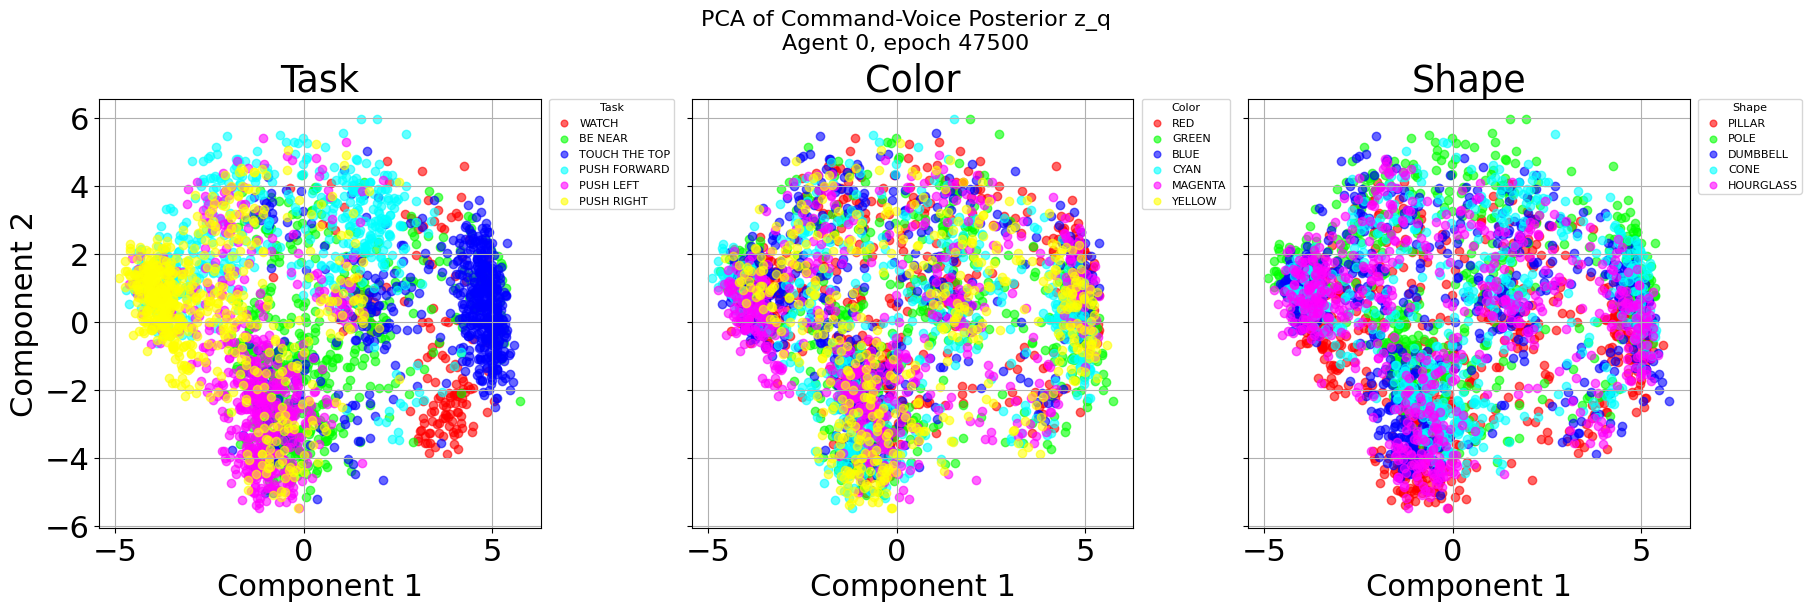 PCA of Command-Voice Posterior z_q
Agent 0, epoch 47500
Task
6
4
2
0
−2
−4
−6
−5
0
5
Component 2
Component 1
Task
WATCH
BE NEAR
TOUCH THE TOP
PUSH FORWARD
PUSH LEFT
PUSH RIGHT
Color
−5
0
5
Component 1
Color
RED
GREEN
BLUE
CYAN
MAGENTA
YELLOW
Shape
−5
0
5
Component 1
Shape
PILLAR
POLE
DUMBBELL
CONE
HOURGLASS